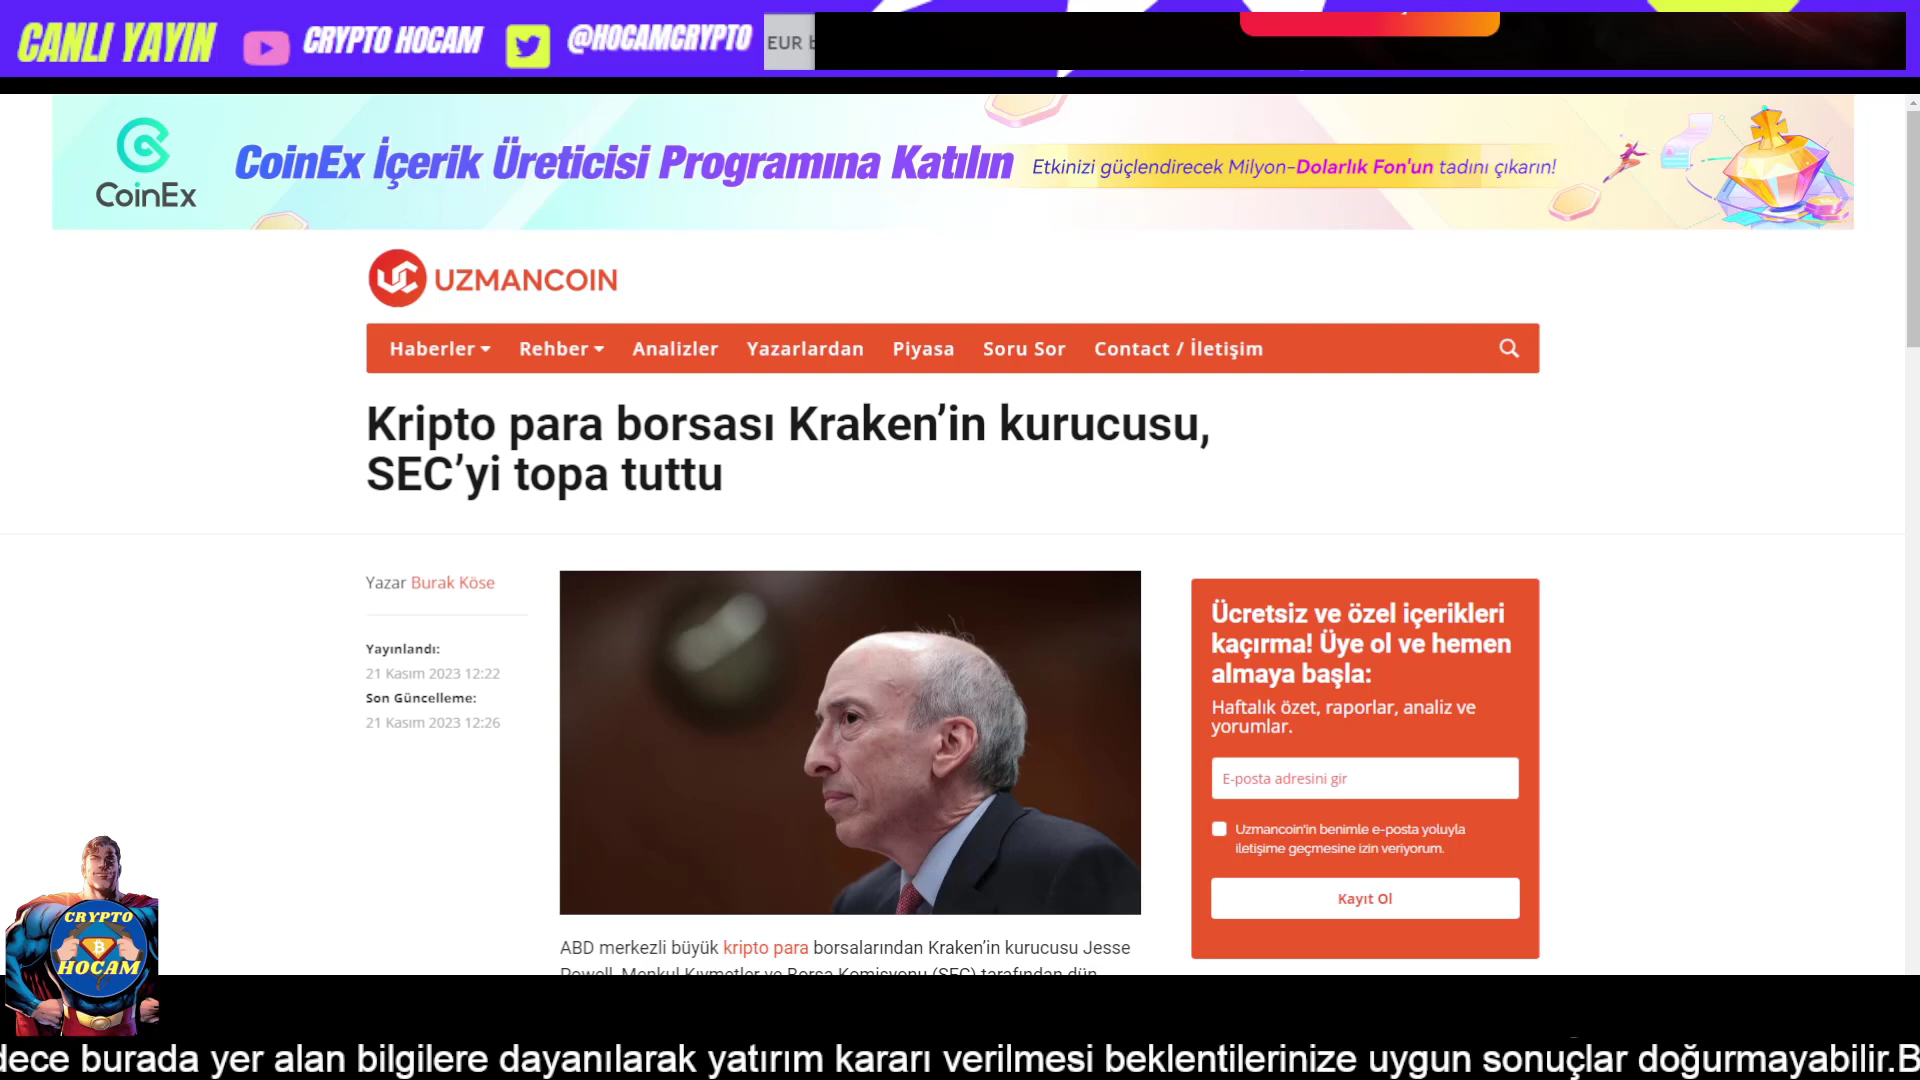 CANLI YAYIN
CRYPTO HOCAM
@HOCAMCRYPTO
EUR
CoinEx
CoinEx İçerik Üreticisi Programına Katılın
Etkinizi güçlendirecek Milyon-Dolarlık Fon'un tadını çıkarın!
UZMANCOIN
Haberler Rehber Analizler Yazarlardan Piyasa Soru Sor Contact / İletişim
Kripto para borsası Kraken’in kurucusu,
SEC’yi topa tuttu
Yazar Burak Köse
Yayınlandı:
21 Kasım 2023 12:22
Son Güncelleme:
21 Kasım 2023 12:26
Ücretsiz ve özel içerikleri
kaçırma! Üye ol ve hemen
almaya başla:
Haftalık özet, raporlar, analiz ve
yorumlar.
E-posta adresini gir
Uzmancoin'in benimle e-posta yoluyla
iletişime geçmesine izin veriyorum.
Kayıt Ol
ABD merkezli büyük kripto para borsalarından Kraken’in kurucusu Jesse
Powell, Menkul Kıymetler ve Borsa Komisyonu (SEC) tarafından dün
CRYPTO
HOCAM
dece burada yer alan bilgilere dayanılarak yatırım kararı verilmesi beklentilerinize uygun sonuçlar doğurmayabilir.B